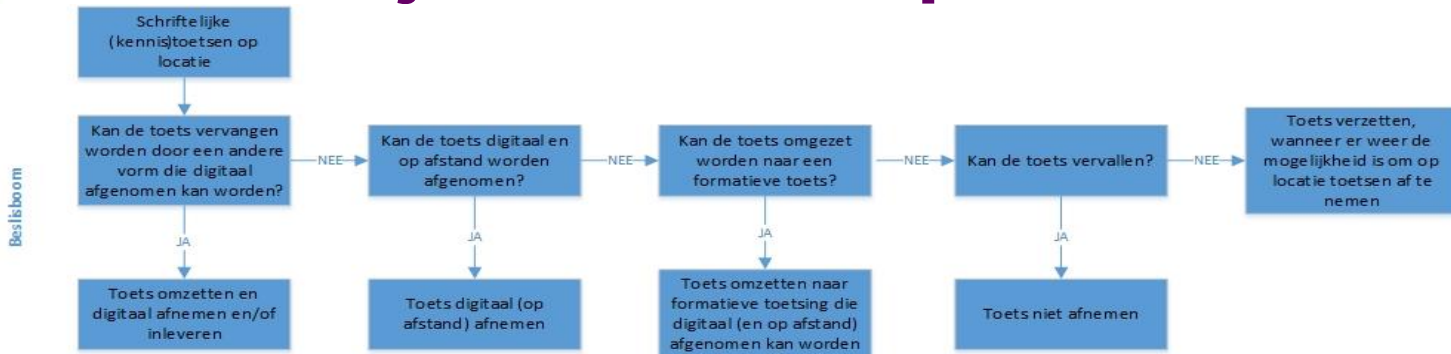 Schriftelijke
(kennis)toetsen op
locatie
Beslisboom
Kan de toets vervangen
worden door een andere
vorm die digitaal
afgenomen kan worden?
NEE
Kan de toets digitaal en
op afstand worden
afgenomen?
NEE
Kan de toets omgezet
worden naar een
formatieve toets?
NEE
Kan de toets vervallen?
NEE
Toets verzetten,
wanneer er weer de
mogelijkheid is om op
locatie toetsen af te
nemen
JA
JA
JA
JA
Toets omzetten en
digitaal afnemen en/of
inleveren
Toets digitaal (op
afstand) afnemen
Toets omzetten naar
formatieve toetsing die
digitaal (en op afstand)
afgenomen kan worden
Toets niet afnemen